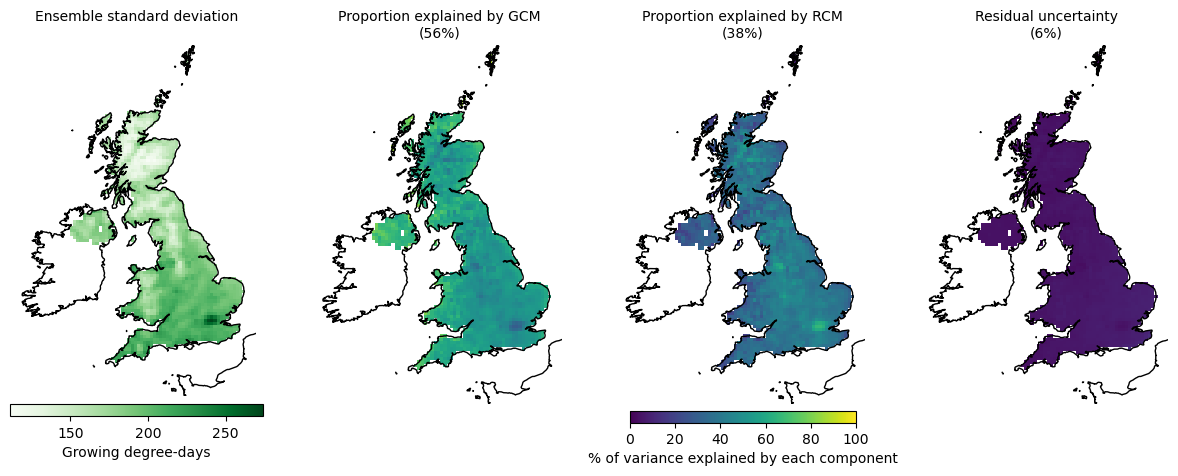 Ensemble standard deviation
Proportion explained by GCM
(56%)
Proportion explained by RCM
(38%)
Residual uncertainty
(6%)
150 200 250
Growing degree-days
0 20 40 60 80 100
% of variance explained by each component